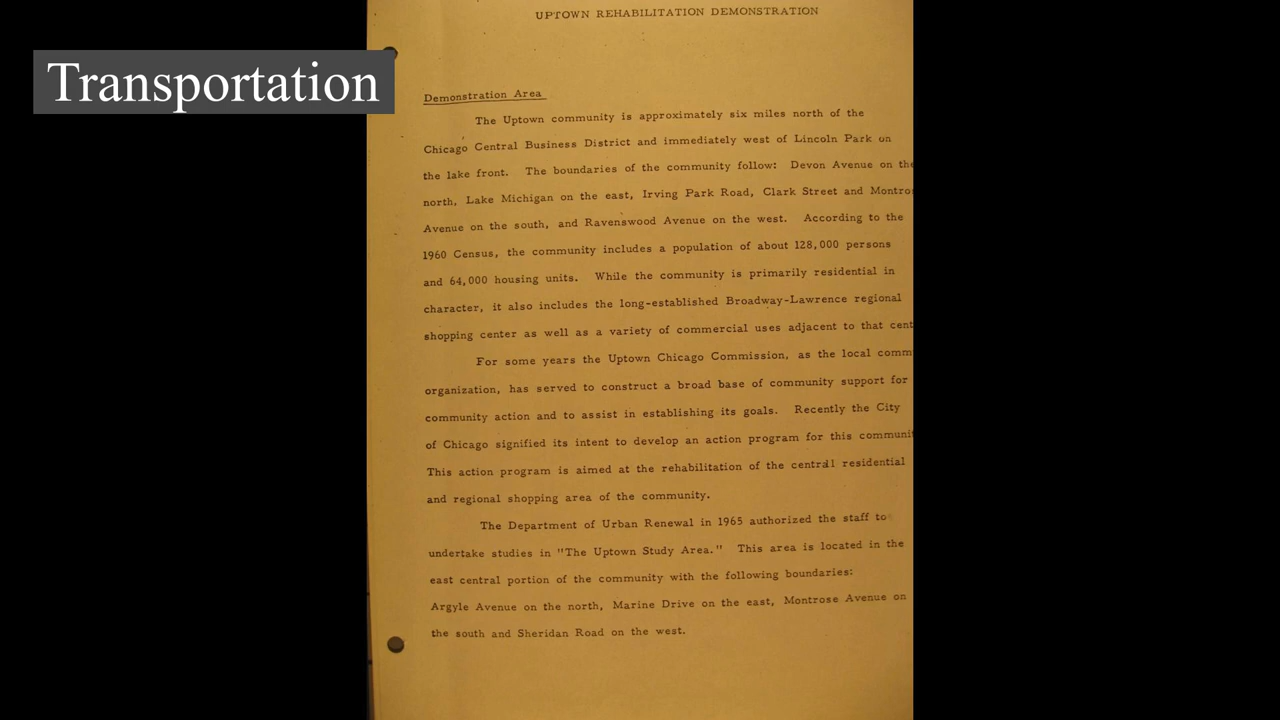 UPTOWN REHABILITATION DEMONSTRATION
Transportation
Demonstration Area
The Uptown community is approximately six miles north of the
Chicago Central Business District and immediately west of Lincoln Park on
the lake front. The boundaries of the community follow: Devon Avenue on the
north, Lake Michigan on the east, Irving Park Road, Clark Street and Montro
Avenue on the south, and Ravenswood Avenue on the west. According to the
1960 Census, the community includes a population of about 128,000 persons
and 64,000 housing units. While the community is primarily residential in
character, it also includes the long-established Broadway-Lawrence regional
shopping center as well as a variety of commercial uses adjacent to that cent
For some years the Uptown Chicago Commission, as the local comm
organization, has served to construct a broad base of community support for
community action and to assist in establishing its goals. Recently the City
of Chicago signified its intent to develop an action program for this communit
This action program is aimed at the rehabilitation of the central residential
and regional shopping area of the community.
The Department of Urban Renewal in 1965 authorized the staff to
undertake studies in "The Uptown Study Area." This area is located in the
east central portion of the community with the following boundaries:
Argyle Avenue on the north, Marine Drive on the east, Montrose Avenue on
the south and Sheridan Road on the west.